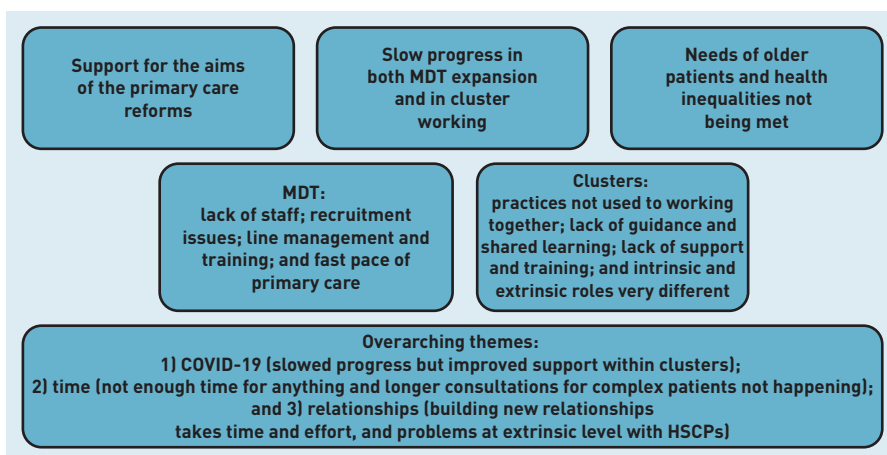 Support for the aims
of the primary care
reforms
Slow progress in
both MDT expansion
and in cluster
working
Needs of older
patients and health
inequalities not
being met
MDT:
lack of staff; recruitment
issues; line management and
training; and fast pace of
primary care
Clusters:
practices not used to working
together; lack of guidance and
shared learning; lack of support
and training; and intrinsic and
extrinsic roles very different
Overarching themes:
1) COVID-19 (slowed progress but improved support within clusters);
2) time (not enough time for anything and longer consultations for complex patients not happening);
and 3) relationships (building new relationships
takes time and effort, and problems at extrinsic level with HSCPs)